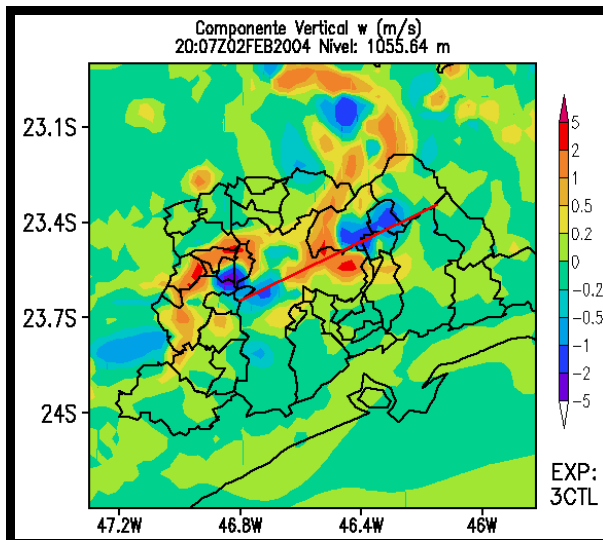 Componente Vertical w (m/s)
20:07Z02FEB2004 Nivel: 1055.64 m
23.1S
23.4S
23.7S
24S
47.2W 46.8W 46.4W 46W
5
2
1
0.5
0.2
0
-0.2
-0.5
-1
-2
-5
EXP:
3CTL